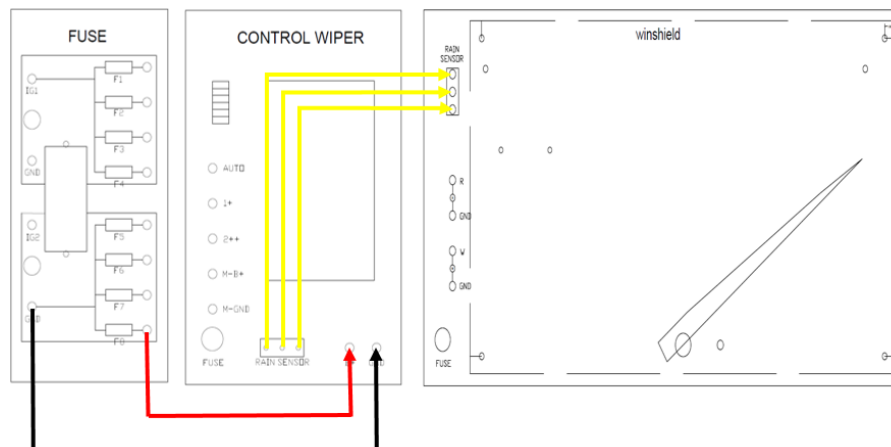 FUSE
IG1
F1
F2
F3
GND
F4
IG2
F5
F6
GND
F7
F8
CONTROL WIPER
AUTO
1+
2++
M-B+
M-GND
FUSE
RAIN SENSOR
GND
winshield
RAIN
SENSOR
R
GND
W
GND
FUSE